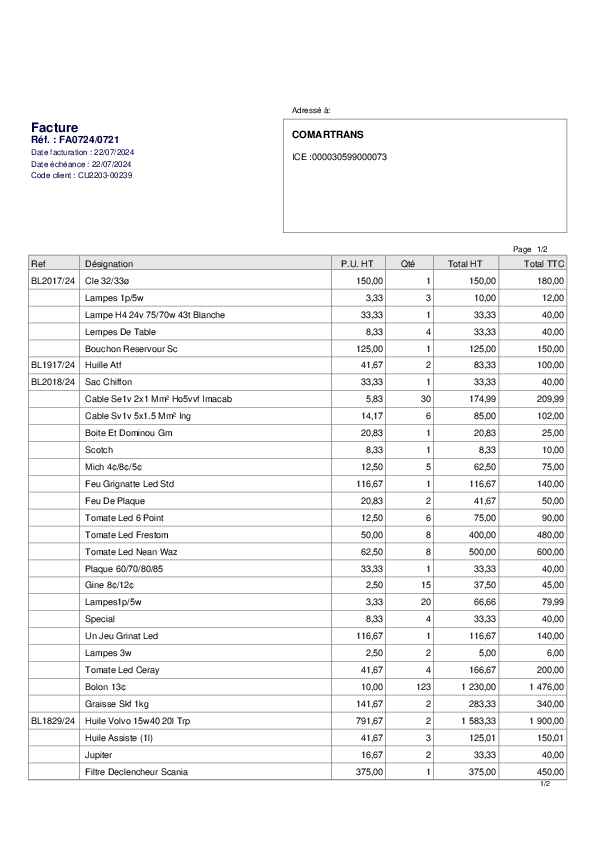 Adressé à:
Facture
Réf. : FA0724/0721
Date facturation : 22/07/2024
Date échéance : 22/07/2024
Code client : CU2203-00239
COMARTRANS
ICE :000030599000073
Page 1/2
Ref Désignation P.U. HT Qté Total HT Total TTC
BL2017/24 Cle 32/33ø 150,00 1 150,00 180,00
Lampes 1p/5w 3,33 3 10,00 12,00
Lampe H4 24v 75/70w 43t Blanche 33,33 1 33,33 40,00
Lempes De Table 8,33 4 33,33 40,00
Bouchon Reservour Sc 125,00 1 125,00 150,00
BL1917/24 Huille Atf 41,67 2 83,33 100,00
BL2018/24 Sac Chiffon 33,33 1 33,33 40,00
Cable Se1v 2x1 Mm² Ho5vvf Imacab 5,83 30 174,99 209,99
Cable Sv1v 5x1.5 Mm² Ing 14,17 6 85,00 102,00
Boite Et Dominou Gm 20,83 1 20,83 25,00
Scotch 8,33 1 8,33 10,00
Mich 4¢/8¢/5¢ 12,50 5 62,50 75,00
Feu Grignatte Led Std 116,67 1 116,67 140,00
Feu De Plaque 20,83 2 41,67 50,00
Tomate Led 6 Point 12,50 6 75,00 90,00
Tomate Led Frestom 50,00 8 400,00 480,00
Tomate Led Nean Waz 62,50 8 500,00 600,00
Plaque 60/70/80/85 33,33 1 33,33 40,00
Gine 8¢/12¢ 2,50 15 37,50 45,00
Lampes1p/5w 3,33 20 66,66 79,99
Special 8,33 4 33,33 40,00
Un Jeu Grinat Led 116,67 1 116,67 140,00
Lampes 3w 2,50 2 5,00 6,00
Tomate Led Ceray 41,67 4 166,67 200,00
Bolon 13¢ 10,00 123 1 230,00 1 476,00
Graisse Skf 1kg 141,67 2 283,33 340,00
BL1829/24 Huile Volvo 15w40 20l Trp 791,67 2 1 583,33 1 900,00
Huile Assiste (1l) 41,67 3 125,01 150,01
Jupiter 16,67 2 33,33 40,00
Filtre Declencheur Scania 375,00 1 375,00 450,00
1/2